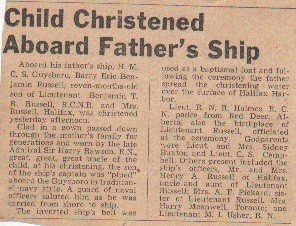 Child Christened
Aboard Father's Ship
Aboard his father's ship, H. M.
C. S. Guysboro, Barry Eric Ben-
jamin Russell, seven-months-old
son of Lieutenant Benjamin T.
Russell, R.C.N.R. and Mrs.
Russell, Halifax, was christened
yesterday afternoon.
Clad in a gown passed down
through the mother's family for
generations and worn by the late
Admiral Sir Harry Rawson, R.N.,
great, great, great uncle of the
child, at his christening, the son
of the ship's captain was "piped"
aboard the Guysboro in tradition-
al navy style. A guard of naval
officers saluted him as he was
carried from shore to ship.
The inverted ship's bell was
used as a baptismal font and fol-
lowing the ceremony the father
spread the christening water
over the surface of Halifax Har-
bor.
Lieut. R. N. R. Holmes, R. C.
N. padre from Red Deer, Al-
berta, also the birthplace of
Lieutenant Russell, officiated
at the ceremony. Godparents
were Lieut. and Mrs. Sidney
Buxton, and Lieut. C. S. Camp-
bell. Others present included the
ship's officers, Mr. and Mrs.
Henry A. Russell of Halifax,
uncle and aunt of Lieutenant
Russell; Mrs. A. F. Pickard, sis-
ter of Lieutenant Russell, Mrs.
Harry Meanwell, Toronto; and
Lieutenant M. I. Usher, R. N.